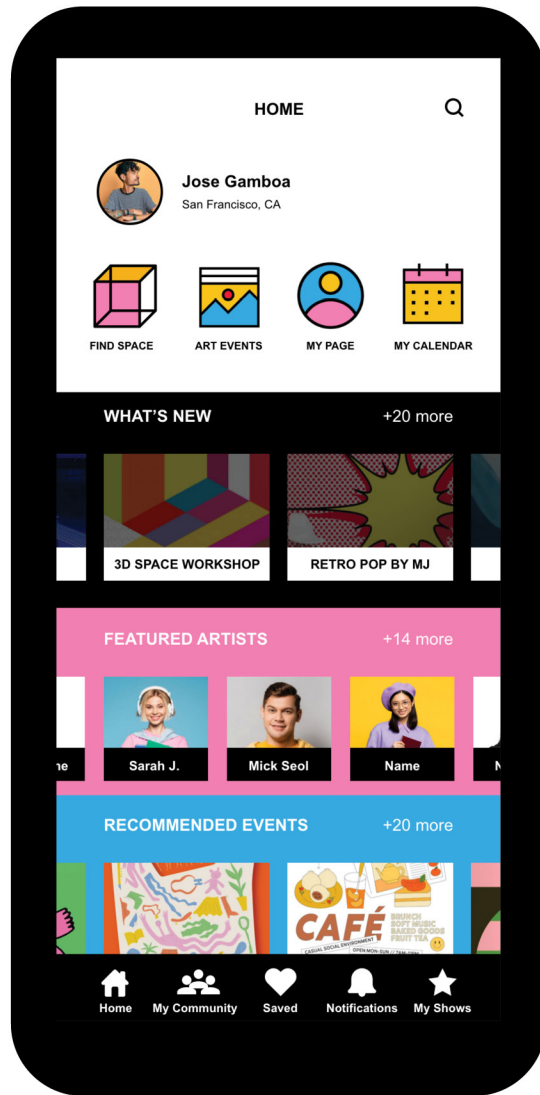 HOME
Jose Gamboa
San Francisco, CA
FIND SPACE
ART EVENTS
MY PAGE
MY CALENDAR
WHAT'S NEW
+20 more
3D SPACE WORKSHOP
RETRO POP BY MJ
FEATURED ARTISTS
+14 more
Sarah J.
Mick Seol
Name
RECOMMENDED EVENTS
+20 more
CAFÉ
BRUNCH
SOFT MUSIC
BAKED GOODS
FRUIT TEA
CASUAL SOCIAL ENVIRONMENT
Home
My Community
Saved
Notifications
My Shows